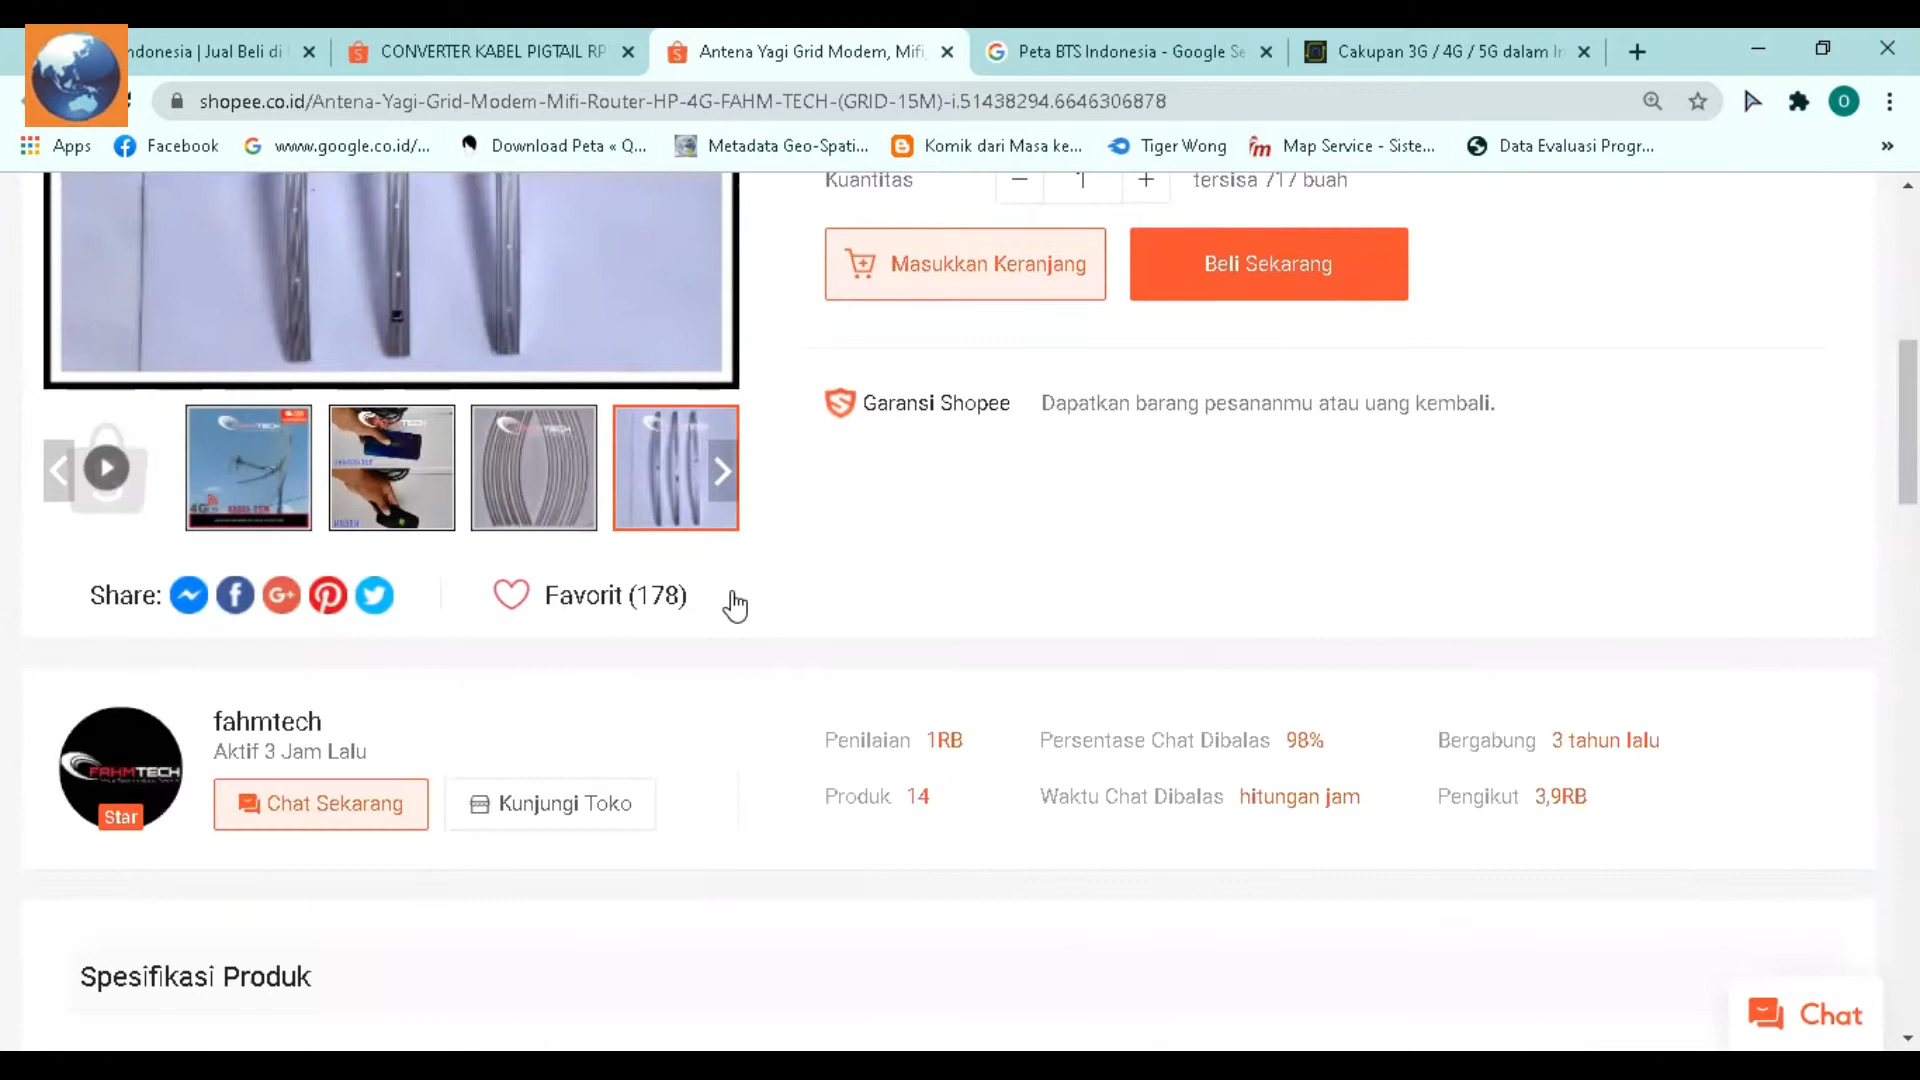 ndonesia | Jual Beli di
CONVERTER KABEL PIGTAIL RP
Antena Yagi Grid Modem, Mifi,
Peta BTS Indonesia - Google Se
Cakupan 3G / 4G / 5G dalam In
shopee.co.id/Antena-Yagi-Grid-Modem-Mifi-Router-HP-4G-FAHM-TECH-(GRID-15M)-i.51438294.6646306878
O
Apps
Facebook
www.google.co.id/...
Download Peta « Q...
Metadata Geo-Spati...
Komik dari Masa ke...
Tiger Wong
Map Service - Siste...
Data Evaluasi Progr...
»
Kuantitas
1
tersisa 717 buah
Masukkan Keranjang
Beli Sekarang
Garansi Shopee
Dapatkan barang pesananmu atau uang kembali.
Share:
Favorit (178)
fahmtech
Aktif 3 Jam Lalu
FAHMTECH
Star
Chat Sekarang
Kunjungi Toko
Penilaian 1RB
Persentase Chat Dibalas 98%
Bergabung 3 tahun lalu
Produk 14
Waktu Chat Dibalas hitungan jam
Pengikut 3,9RB
Spesifikasi Produk
Chat